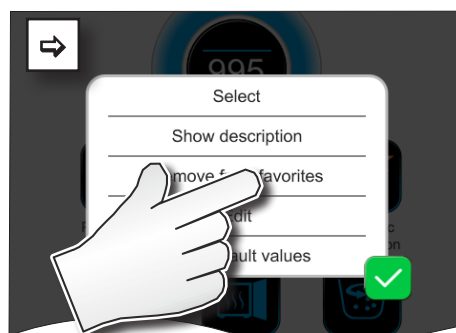 995
Select
Show description
move f favorites
dit
ault values